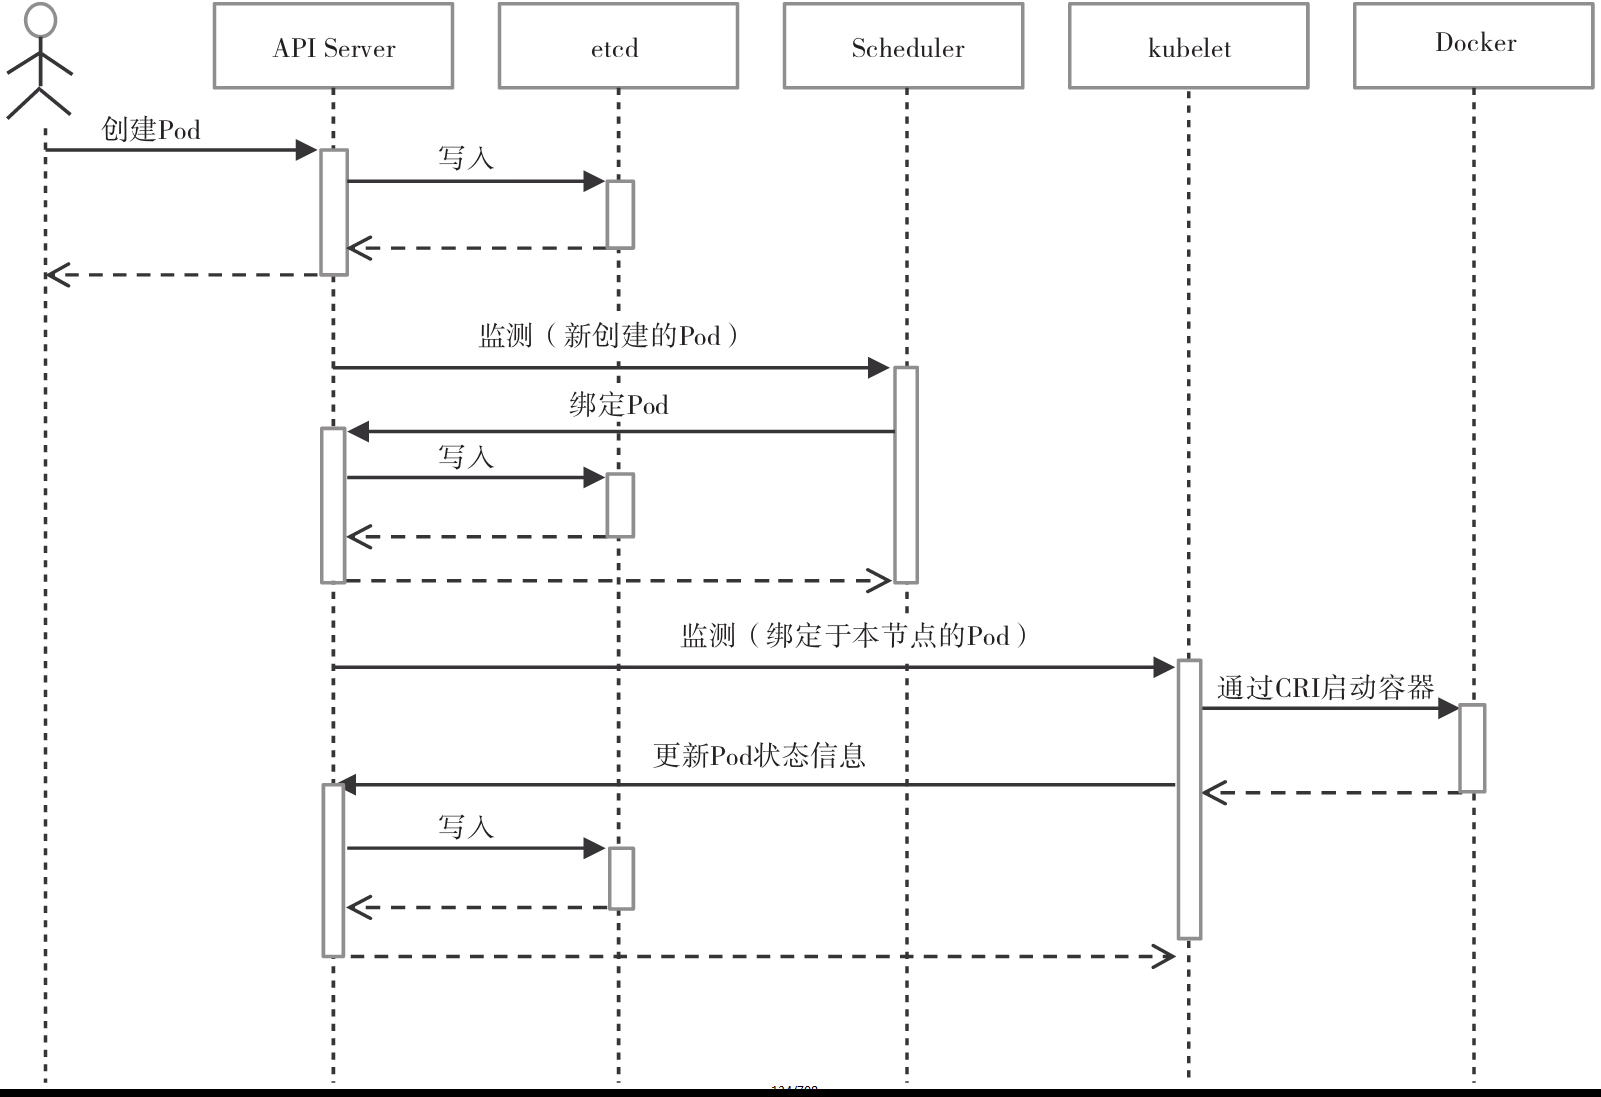 API Server
etcd
Scheduler
kubelet
Docker
创建Pod
写入
监测（新创建的Pod）
绑定Pod
写入
监测（绑定于本节点的Pod）
通过CRI启动容器
更新Pod状态信息
写入